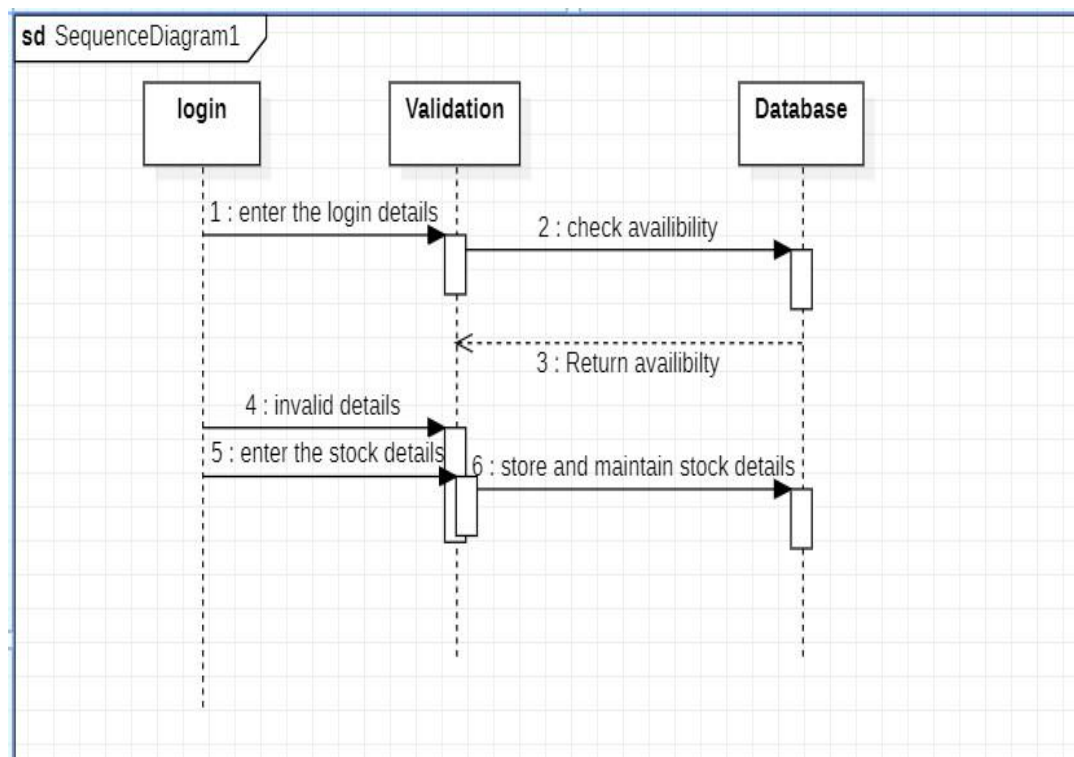 sd SequenceDiagram1
login
Validation
Database
1 : enter the login details
2 : check availibility
3 : Return availibilty
4 : invalid details
5 : enter the stock details
6 : store and maintain stock details